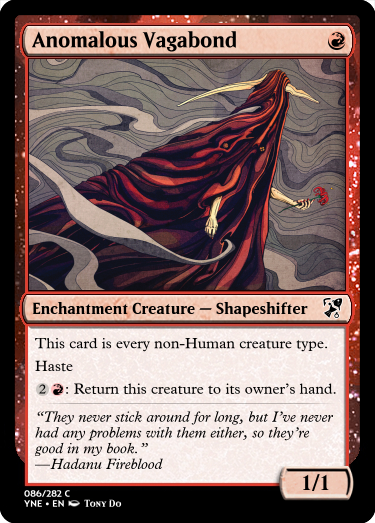 Anomalous Vagabond
Enchantment Creature — Shapeshifter
This card is every non-Human creature type.
Haste
2: Return this creature to its owner's hand.
“They never stick around for long, but I've never
had any problems with them either, so they're
good in my book.”
—Hadanu Fireblood
1/1
086/282 C
YNE • EN Tony Do